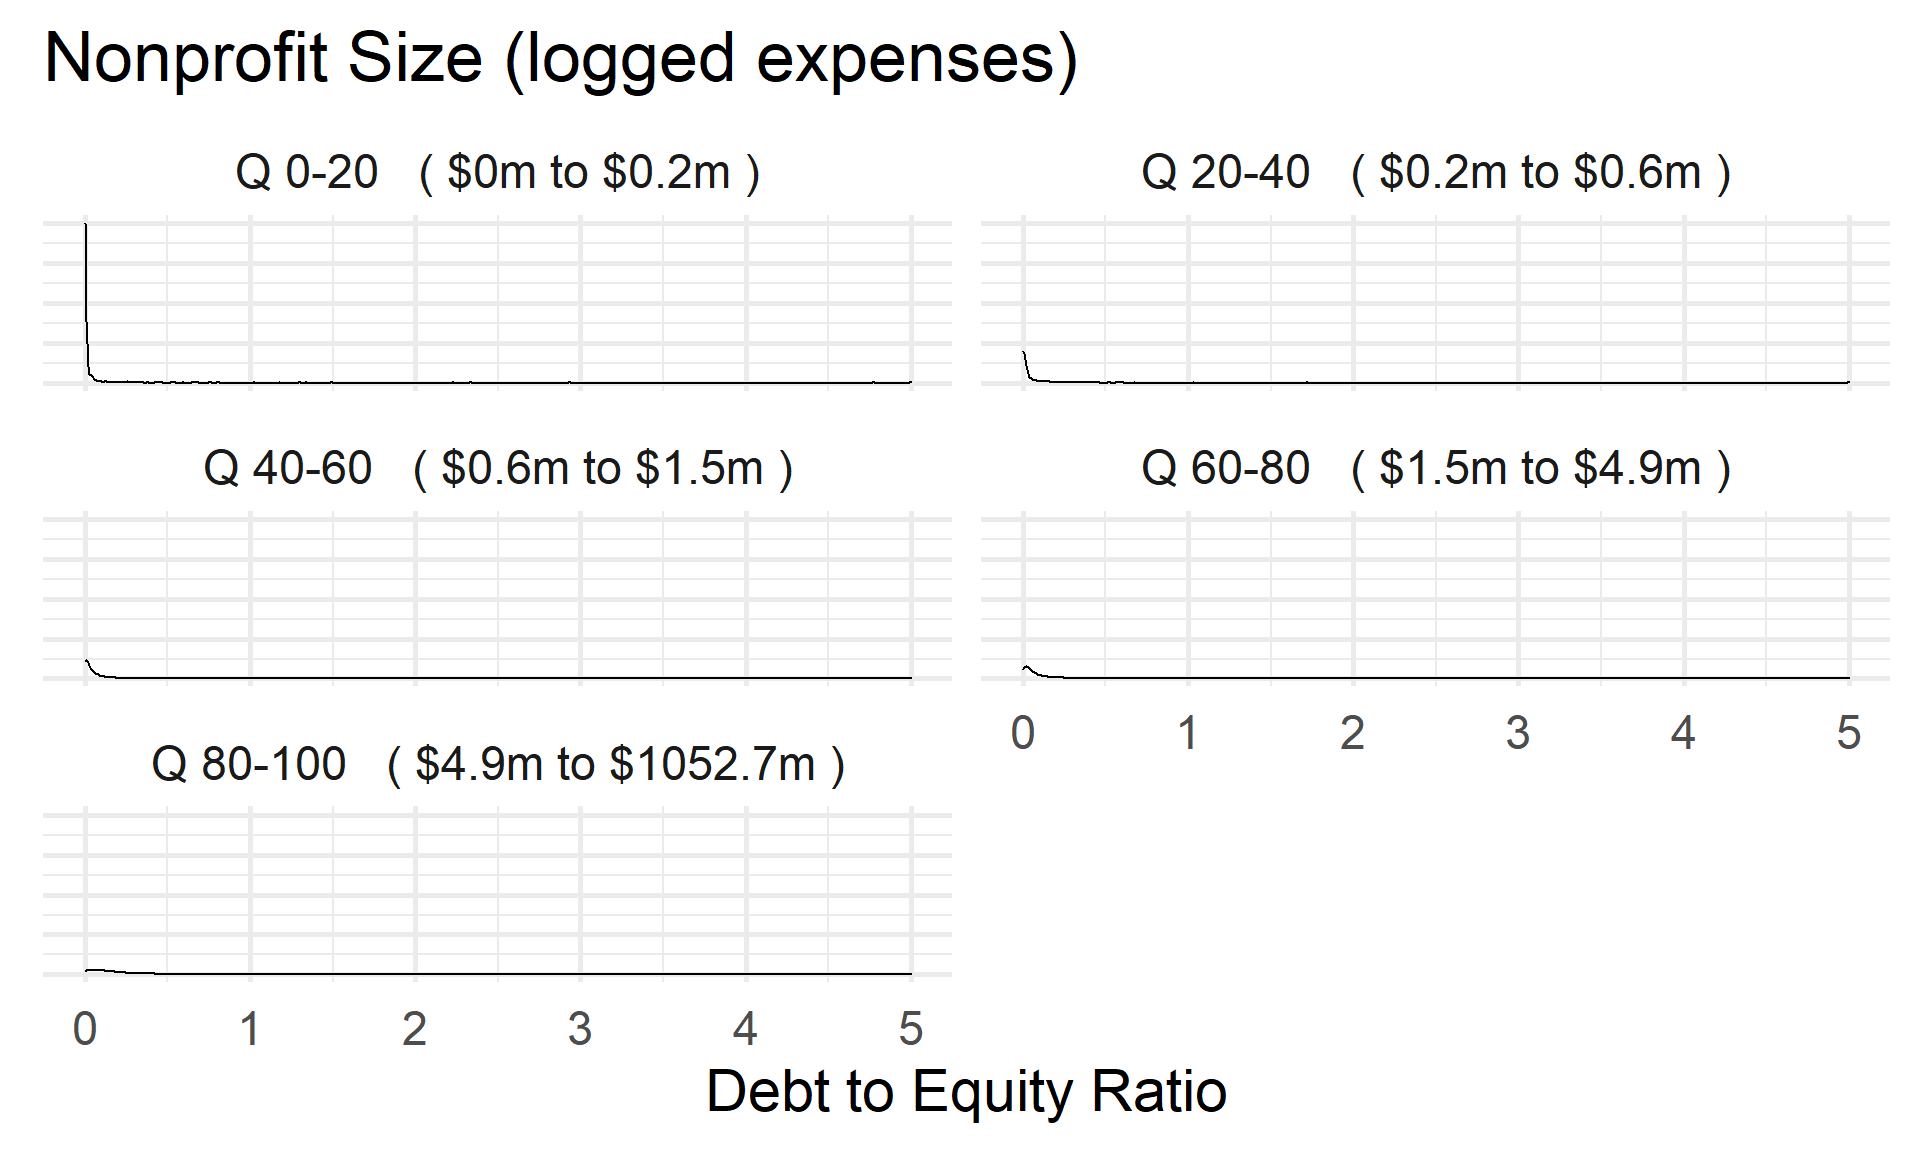 Nonprofit Size (logged expenses)
Q 0-20 ( $0m to $0.2m )
Q 20-40 ( $0.2m to $0.6m )
Q 40-60 ( $0.6m to $1.5m )
Q 60-80 ( $1.5m to $4.9m )
0 1 2 3 4 5
Q 80-100 ( $4.9m to $1052.7m )
0 1 2 3 4 5
Debt to Equity Ratio